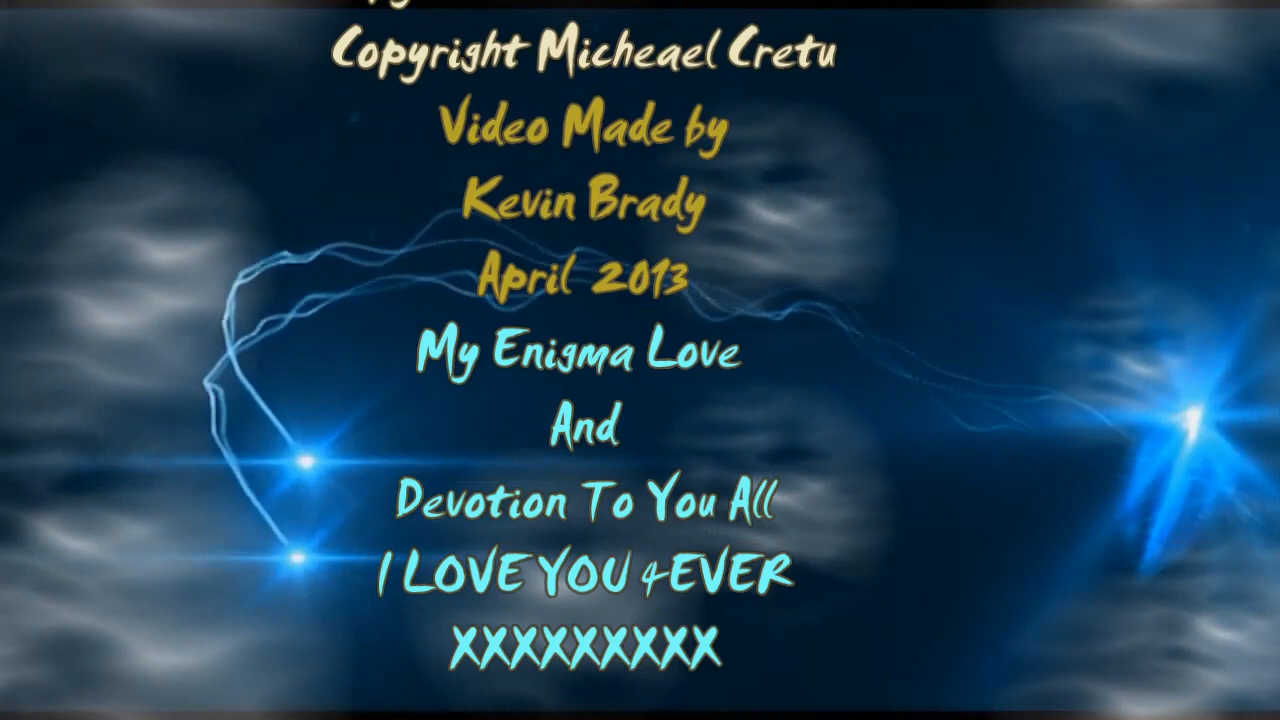 Copyright Micheael Cretu
Video Made by
Kevin Brady
April 2013
My Enigma Love
And
Devotion To You All
I LOVE YOU 4EVER
XXXXXXXXX